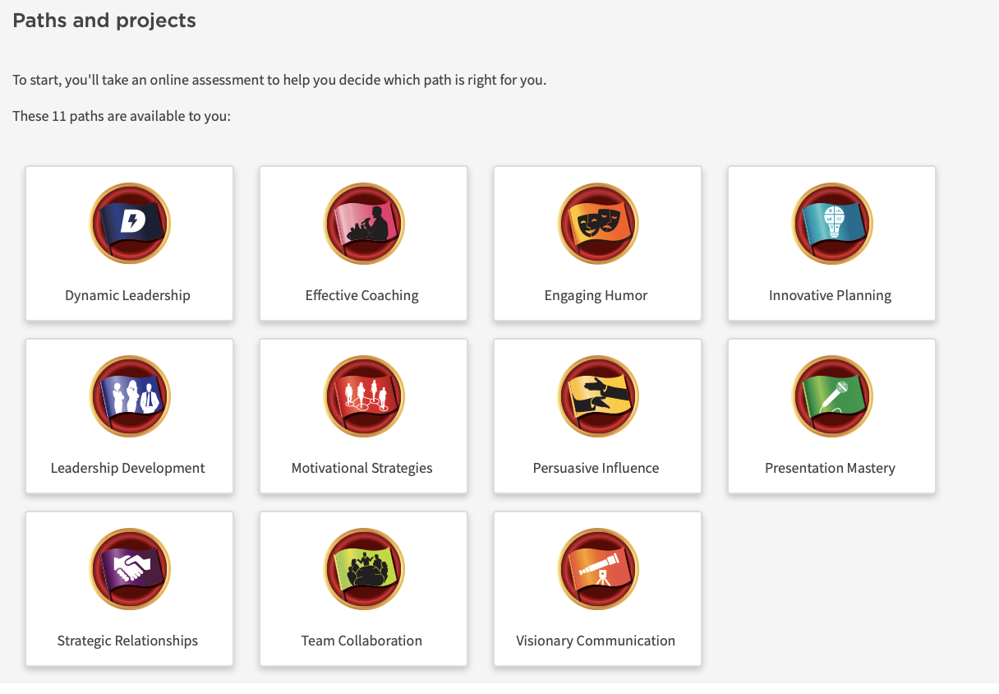 Paths and projects
To start, you'll take an online assessment to help you decide which path is right for you.
These 11 paths are available to you:
D
Dynamic Leadership
Effective Coaching
Engaging Humor
Innovative Planning
Leadership Development
Motivational Strategies
Persuasive Influence
Presentation Mastery
Strategic Relationships
Team Collaboration
Visionary Communication